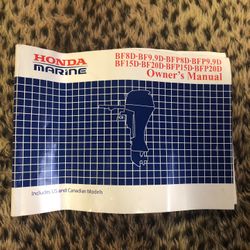 HONDA
MARINE
BF8D·BF9.9D·BFP8D·BFP9.9D
BF15D·BF20D·BFP15D·BFP20D
Owner's Manual
Includes US and Canadian Models